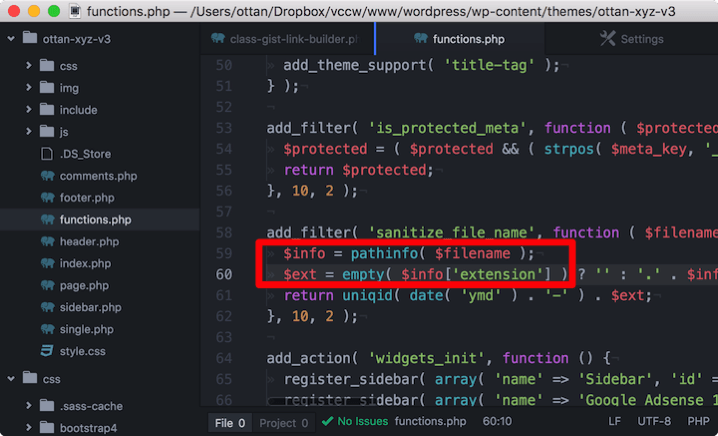 functions.php — /Users/ottan/Dropbox/vccw/www/wordpress/wp-content/themes/ottan-xyz-v3
ottan-xyz-v3
css
img
include
js
.DS_Store
comments.php
footer.php
functions.php
header.php
index.php
page.php
sidebar.php
single.php
style.css
css
.sass-cache
bootstrap4
class-gist-link-builder.ph
functions.php
Settings
50 add_theme_support( 'title-tag' );
51 } );
52
53 add_filter( 'is_protected_meta', function ( $protected
54 $protected = ( $protected && ( strpos( $meta_key, '_
55 return $protected;
56 }, 10, 2 );
57
58 add_filter( 'sanitize_file_name', function ( $filename
59 $info = pathinfo( $filename );
60 $ext = empty( $info['extension'] ) ? '' : '.' . $inf
61 return uniqid( date( 'ymd' ) . '-' ) . $ext;
62 }, 10, 2 );
63
64 add_action( 'widgets_init', function () {
65 register_sidebar( array( 'name' => 'Sidebar', 'id' =
66 register_sidebar( array( 'name' => 'Google Adsense 1
File 0 Project 0 No Issues functions.php 60:10 LF UTF-8 PHP